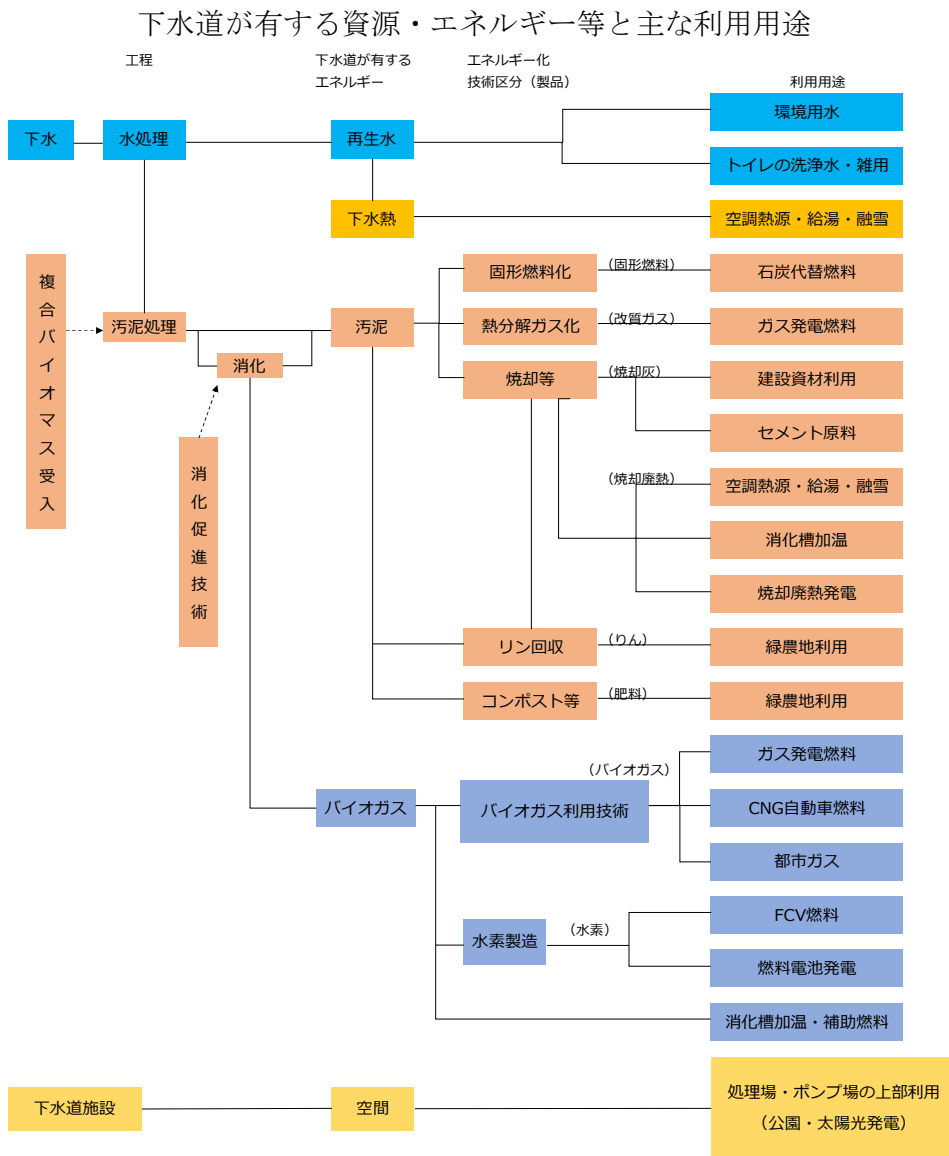 下水道が有する資源・エネルギー等と主な利用用途
工程
下水道が有する
エネルギー
エネルギー化
技術区分（製品）
利用用途
下水
水処理
再生水
環境用水
トイレの洗浄水・雑用
下水熱
空調熱源・給湯・融雪
複合バイオマス受入
汚泥処理
消化
消化促進技術
汚泥
固形燃料化
（固形燃料）
石炭代替燃料
熱分解ガス化
（改質ガス）
ガス発電燃料
焼却等
（焼却灰）
建設資材利用
セメント原料
（焼却廃熱）
空調熱源・給湯・融雪
消化槽加温
焼却廃熱発電
リン回収
（りん）
緑農地利用
コンポスト等
（肥料）
緑農地利用
バイオガス
バイオガス利用技術
（バイオガス）
ガス発電燃料
CNG自動車燃料
都市ガス
水素製造
（水素）
FCV燃料
燃料電池発電
消化槽加温・補助燃料
下水道施設
空間
処理場・ポンプ場の上部利用
（公園・太陽光発電）